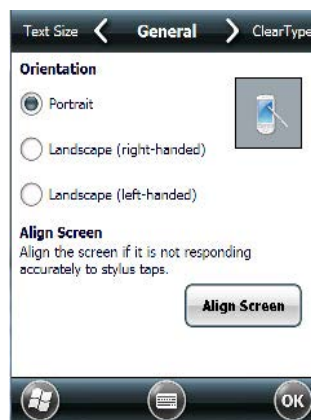 Text Size General ClearType
Orientation
Portrait
Landscape (right-handed)
Landscape (left-handed)
Align Screen
Align the screen if it is not responding
accurately to stylus taps.
Align Screen
OK